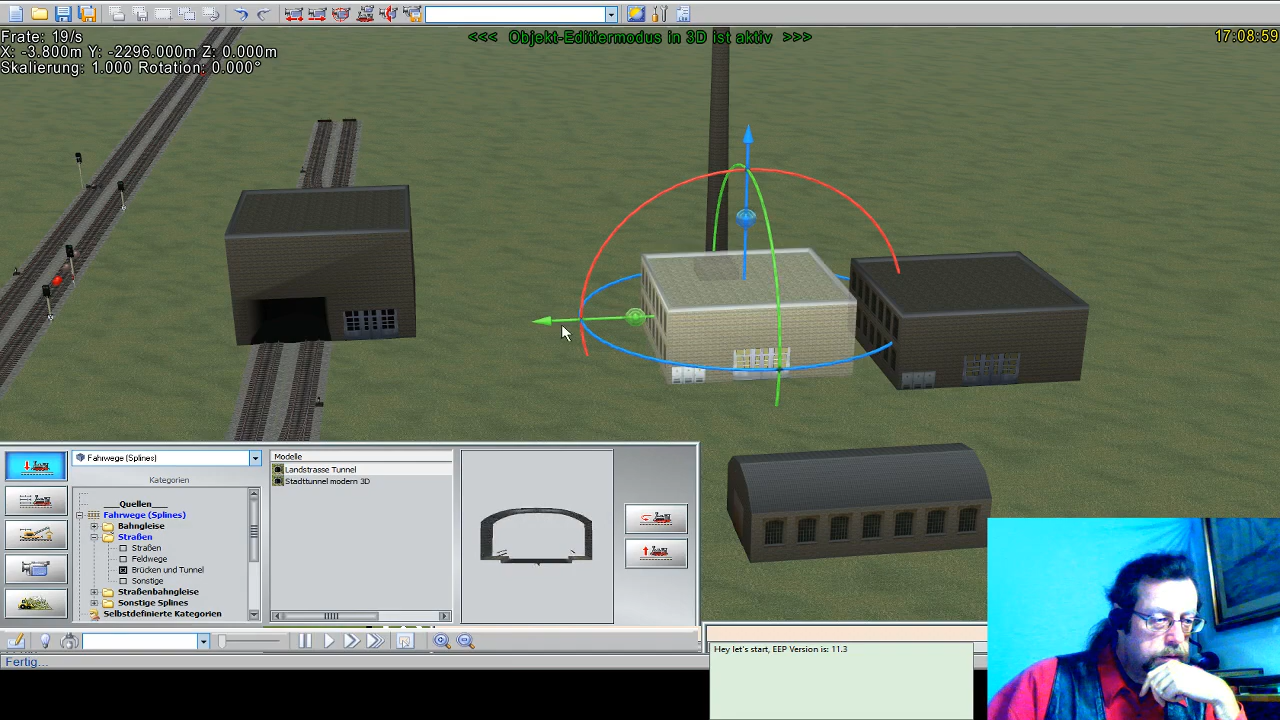 <<< Objekt-Editiermodus in 3D ist aktiv >>>
17:08:59
Frate: 19/s
X: -3.800m Y: -2296.000m Z: 0.000m
Skalierung: 1.000 Rotation: 0.000°
Fahrwege (Splines)
Kategorien
__Quellen__
Fahrwege (Splines)
Bahngleise
Straßen
Straßen
Feldwege
Brücken und Tunnel
Sonstige
Straßenbahngleise
Sonstige Splines
Selbstdefinierte Kategorien
Modelle
Landstrasse Tunnel
Stadttunnel modern 3D
Fertig...
Hey let's start, EEP Version is: 11.3